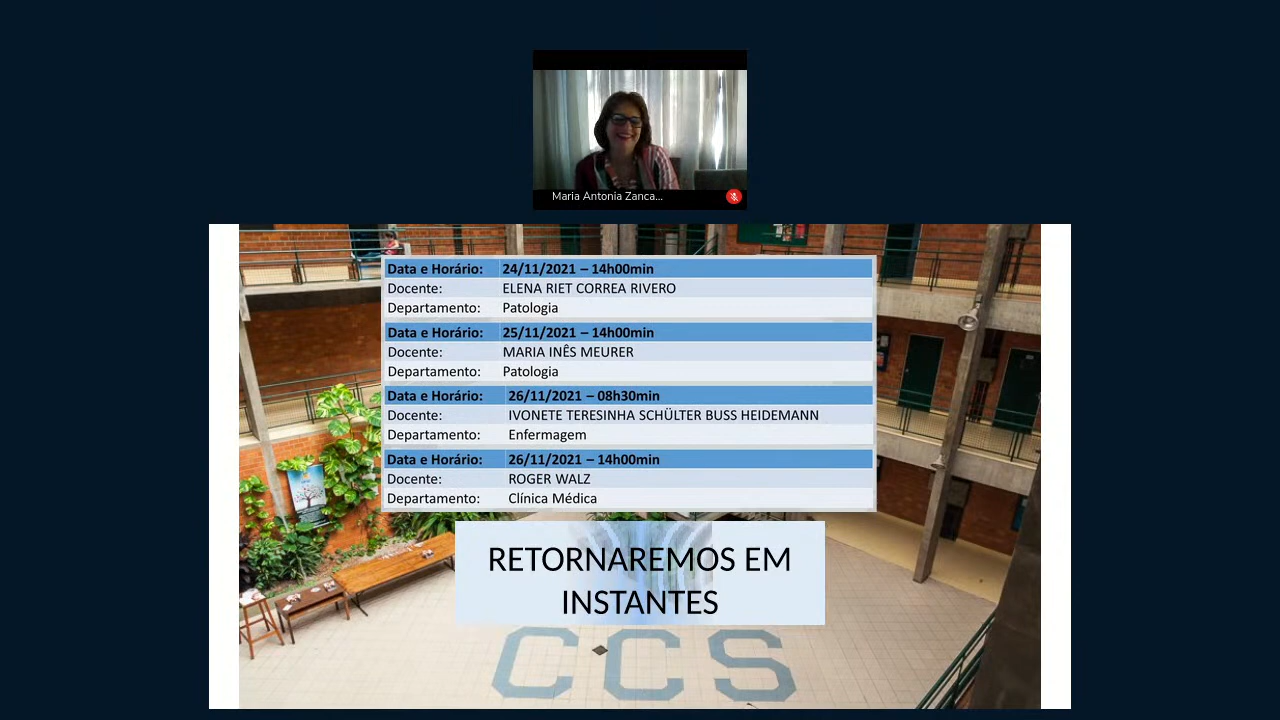 Maria Antonia Zanca...
Data e Horário: 24/11/2021 – 14h00min
Docente: ELENA RIET CORREA RIVERO
Departamento: Patologia
Data e Horário: 25/11/2021 – 14h00min
Docente: MARIA INÊS MEURER
Departamento: Patologia
Data e Horário: 26/11/2021 – 08h30min
Docente: IVONETE TERESINHA SCHÜLTER BUSS HEIDEMANN
Departamento: Enfermagem
Data e Horário: 26/11/2021 – 14h00min
Docente: ROGER WALZ
Departamento: Clínica Médica
RETORNAREMOS EM
INSTANTES
CCS